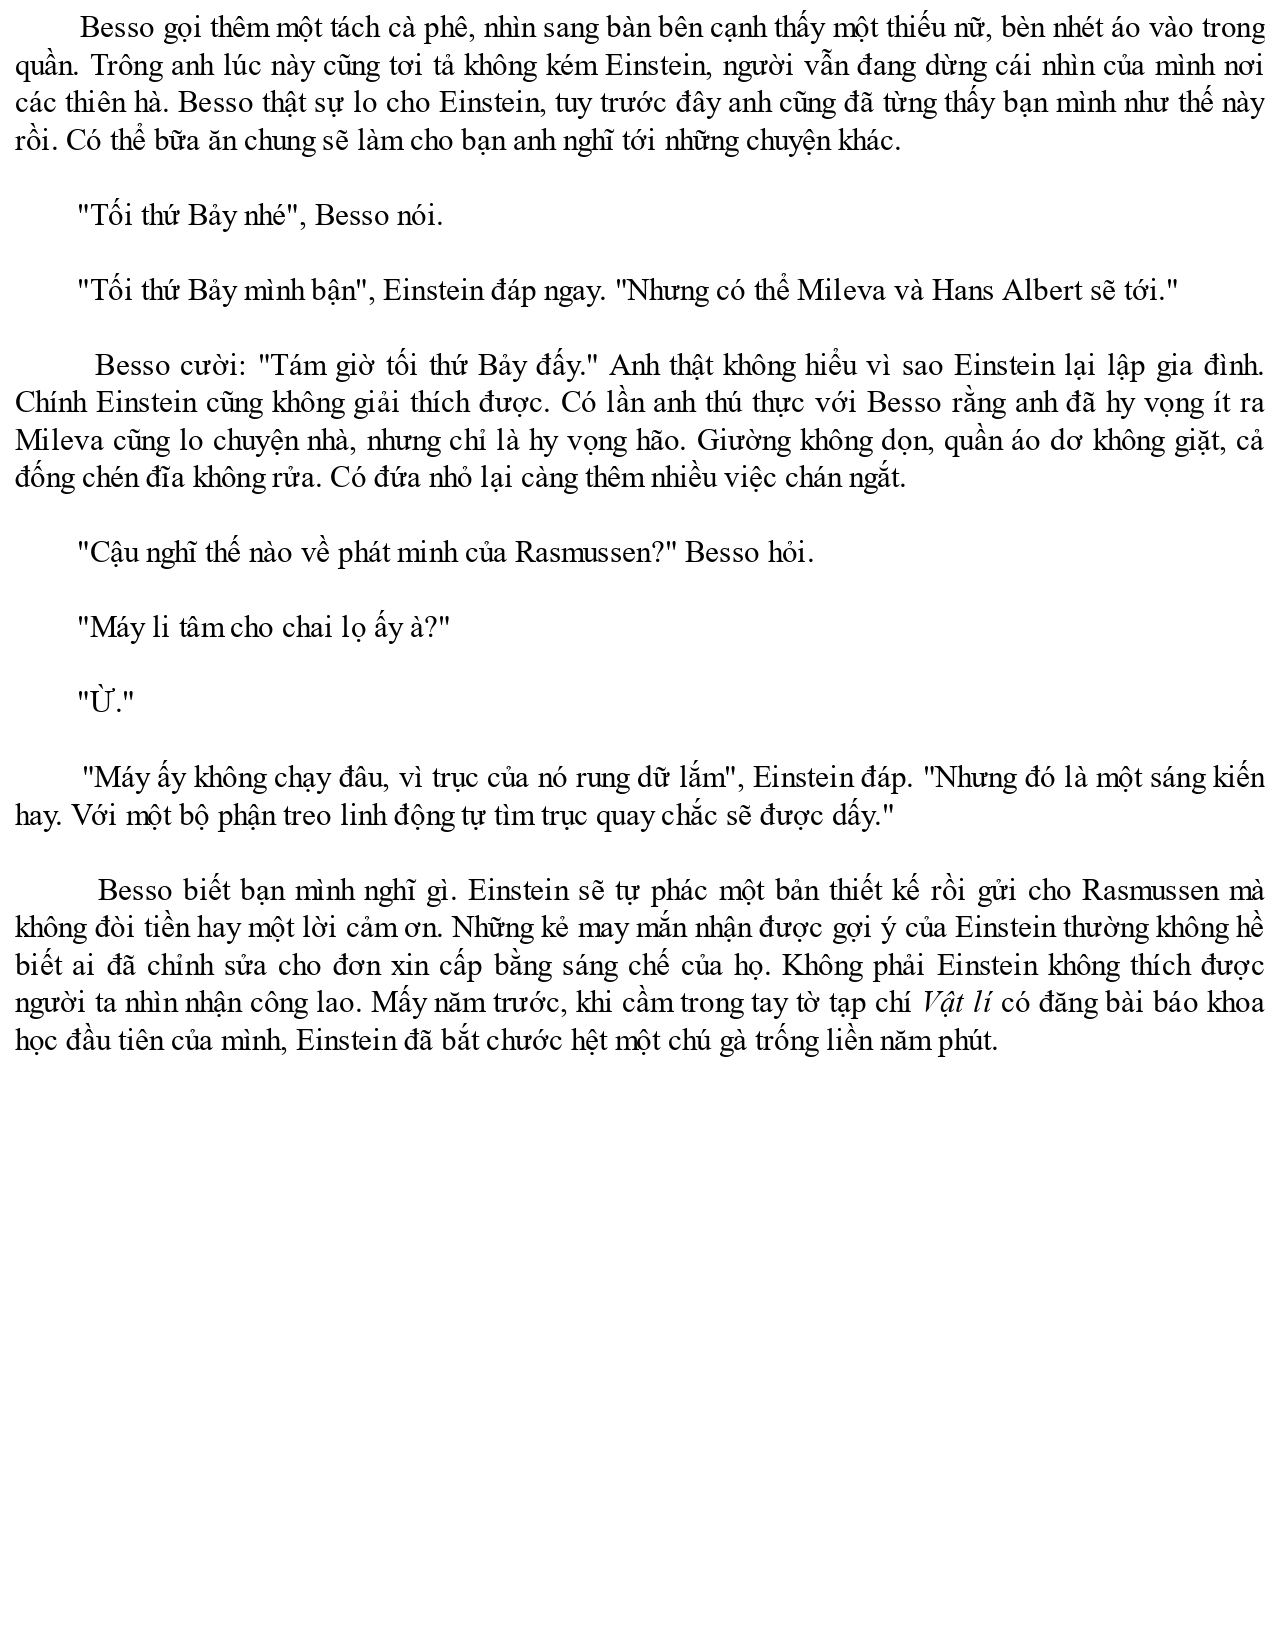 Besso gọi thêm một tách cà phê, nhìn sang bàn bên cạnh thấy một thiếu nữ, bèn nhét áo vào trong
quần. Trông anh lúc này cũng tơi tả không kém Einstein, người vẫn đang dừng cái nhìn của mình nơi
các thiên hà. Besso thật sự lo cho Einstein, tuy trước đây anh cũng đã từng thấy bạn mình như thế này
rồi. Có thể bữa ăn chung sẽ làm cho bạn anh nghĩ tới những chuyện khác.
"Tối thứ Bảy nhé", Besso nói.
"Tối thứ Bảy mình bận", Einstein đáp ngay. "Nhưng có thể Mileva và Hans Albert sẽ tới."
Besso cười: "Tám giờ tối thứ Bảy đấy." Anh thật không hiểu vì sao Einstein lại lập gia đình.
Chính Einstein cũng không giải thích được. Có lần anh thú thực với Besso rằng anh đã hy vọng ít ra
Mileva cũng lo chuyện nhà, nhưng chỉ là hy vọng hão. Giường không dọn, quần áo dơ không giặt, cả
đống chén đĩa không rửa. Có đứa nhỏ lại càng thêm nhiều việc chán ngắt.
"Cậu nghĩ thế nào về phát minh của Rasmussen?" Besso hỏi.
"Máy li tâm cho chai lọ ấy à?"
"Ừ."
"Máy ấy không chạy đâu, vì trục của nó rung dữ lắm", Einstein đáp. "Nhưng đó là một sáng kiến
hay. Với một bộ phận treo linh động tự tìm trục quay chắc sẽ được dấy."
Besso biết bạn mình nghĩ gì. Einstein sẽ tự phác một bản thiết kế rồi gửi cho Rasmussen mà
không đòi tiền hay một lời cảm ơn. Những kẻ may mắn nhận được gợi ý của Einstein thường không hề
biết ai đã chỉnh sửa cho đơn xin cấp bằng sáng chế của họ. Không phải Einstein không thích được
người ta nhìn nhận công lao. Mấy năm trước, khi cầm trong tay tờ tạp chí Vật lí có đăng bài báo khoa
học đầu tiên của mình, Einstein đã bắt chước hệt một chú gà trống liền năm phút.